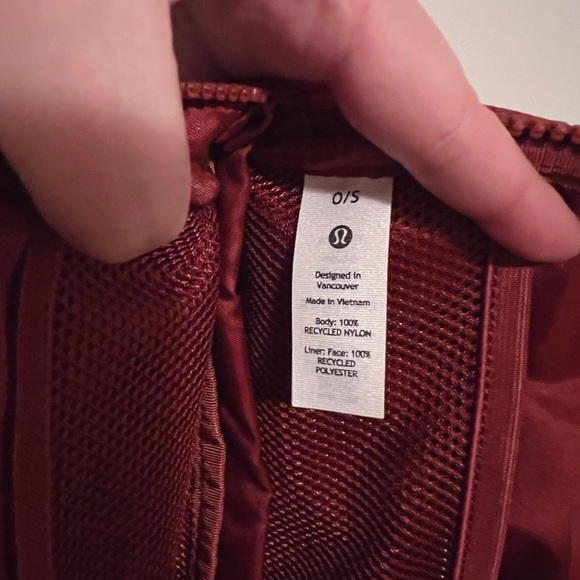 O/S
Designed in
Vancouver
Made in Vietnam
Body: 100%
RECYCLED NYLON
Liner: Face: 100%
RECYCLED
POLYESTER